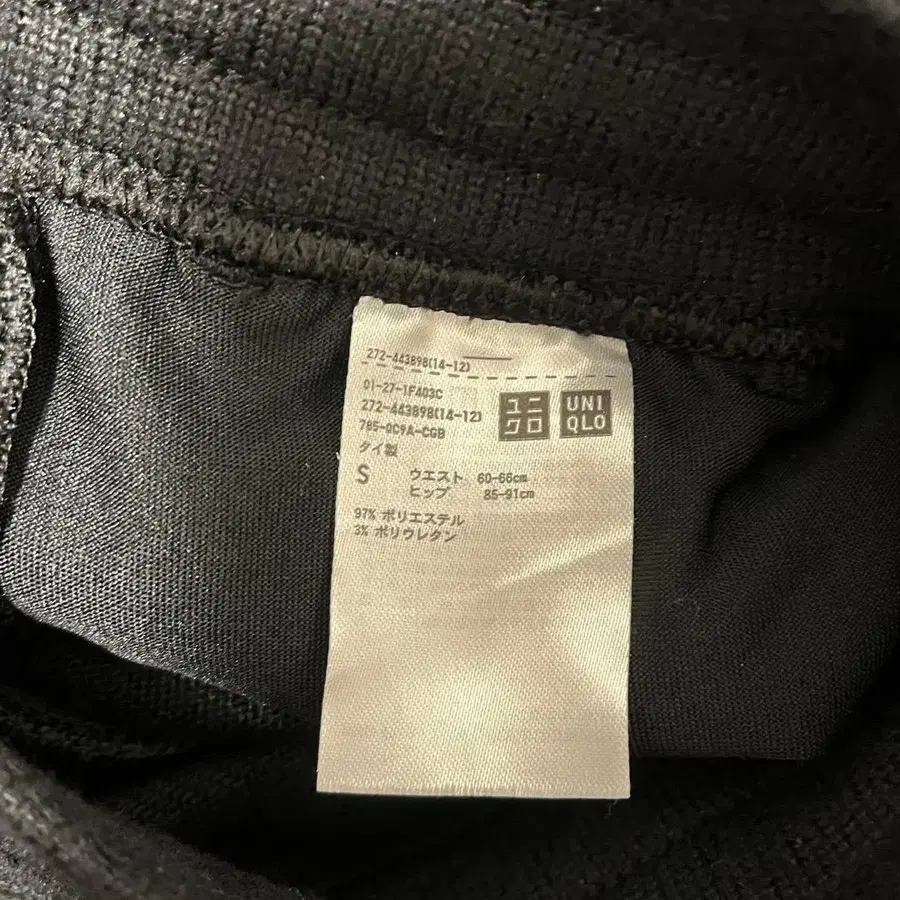 272-443898(14-12)
01-27-1F403C
272-443898(14-12)
785-0C9A-CGB
タイ製
S ウエスト 60-66cm
ヒップ 85-91cm
97% ポリエステル
3% ポリウレタン
ユニ
クロ
UNI
QLO